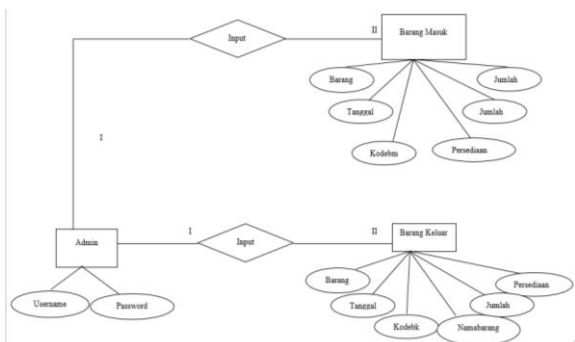 Input
II
Barang Masuk
Barang
Jumlah
Tanggal
Jumlah
Kodebm
Persediaan
I
Admin
I
Input
II
Barang Keluar
Username
Password
Barang
Persediaan
Tanggal
Jumlah
Kodebk
Namabarang